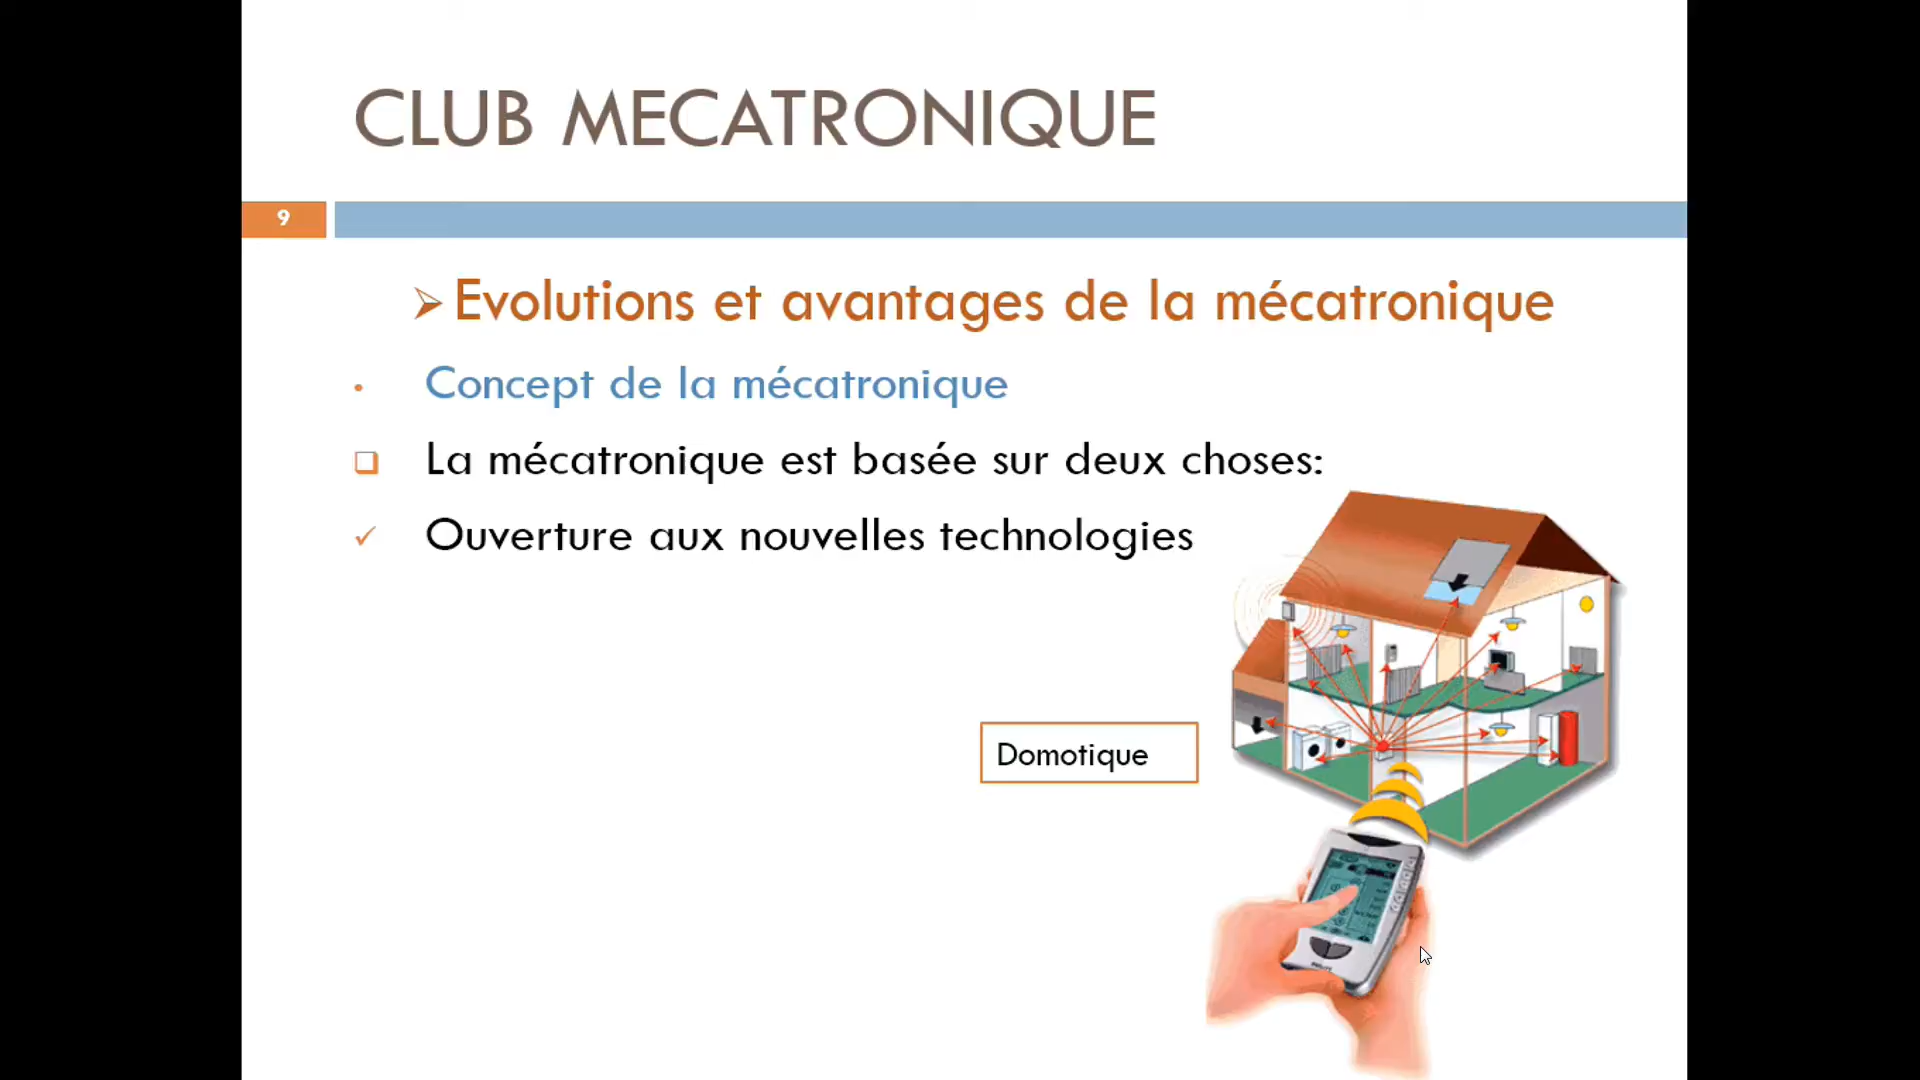 CLUB MECATRONIQUE
9
Evolutions et avantages de la mécatronique
Concept de la mécatronique
La mécatronique est basée sur deux choses:
Ouverture aux nouvelles technologies
Domotique